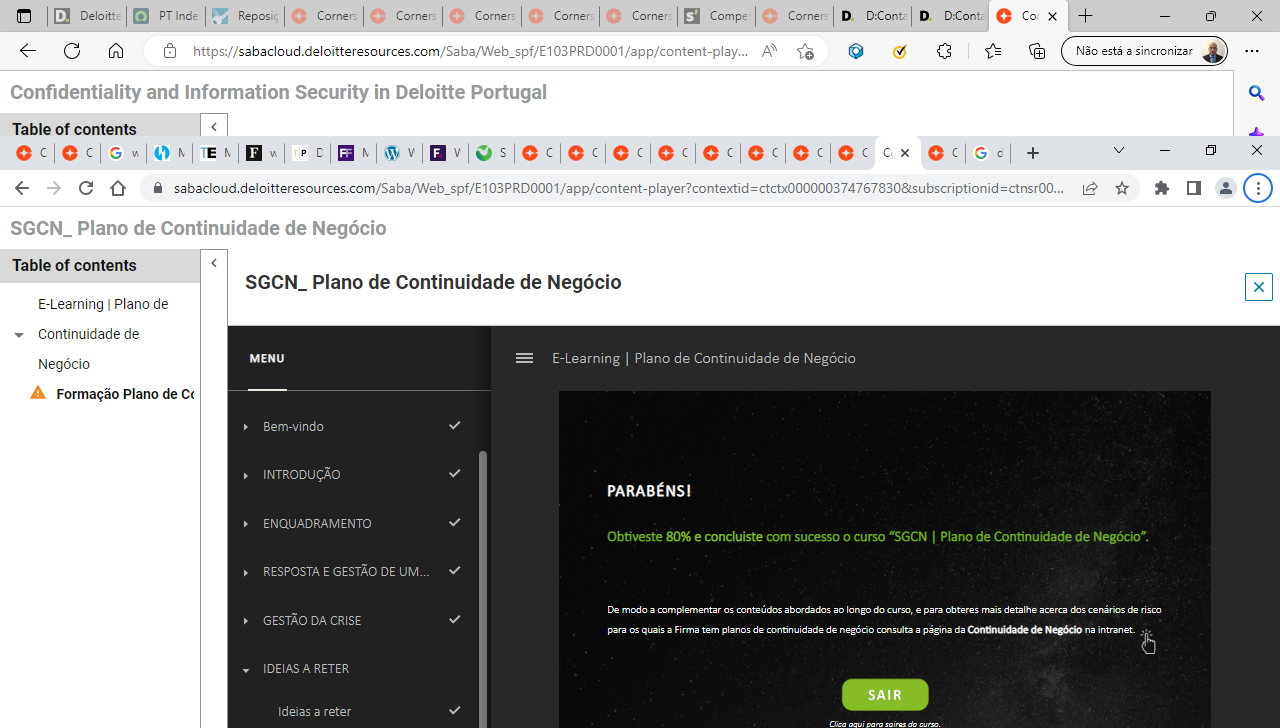 Deloitte
PT Inde
Reposiç
Corners
Corners
Corners
Corners
Corners
Compet
Corners
D:Conta
D:Conta
Cor
https://sabacloud.deloitteresources.com/Saba/Web_spf/E103PRD0001/app/content-play...
Não está a sincronizar
Confidentiality and Information Security in Deloitte Portugal
Table of contents
sabacloud.deloitteresources.com/Saba/Web_spf/E103PRD0001/app/content-player?contextid=ctctx000000374767830&subscriptionid=ctnsr00...
SGCN_ Plano de Continuidade de Negócio
Table of contents
SGCN_ Plano de Continuidade de Negócio
E-Learning | Plano de
Continuidade de
Negócio
Formação Plano de Co
MENU
E-Learning | Plano de Continuidade de Negócio
Bem-vindo
INTRODUÇÃO
ENQUADRAMENTO
RESPOSTA E GESTÃO DE UM...
GESTÃO DA CRISE
IDEIAS A RETER
Ideias a reter
PARABÉNS!
Obtiveste 80% e concluiste com sucesso o curso “SGCN | Plano de Continuidade de Negócio”.
De modo a complementar os conteúdos abordados ao longo do curso, e para obteres mais detalhe acerca dos cenários de risco
para os quais a Firma tem planos de continuidade de negócio consulta a página da Continuidade de Negócio na intranet.
SAIR
Clica aqui para saires do curso.